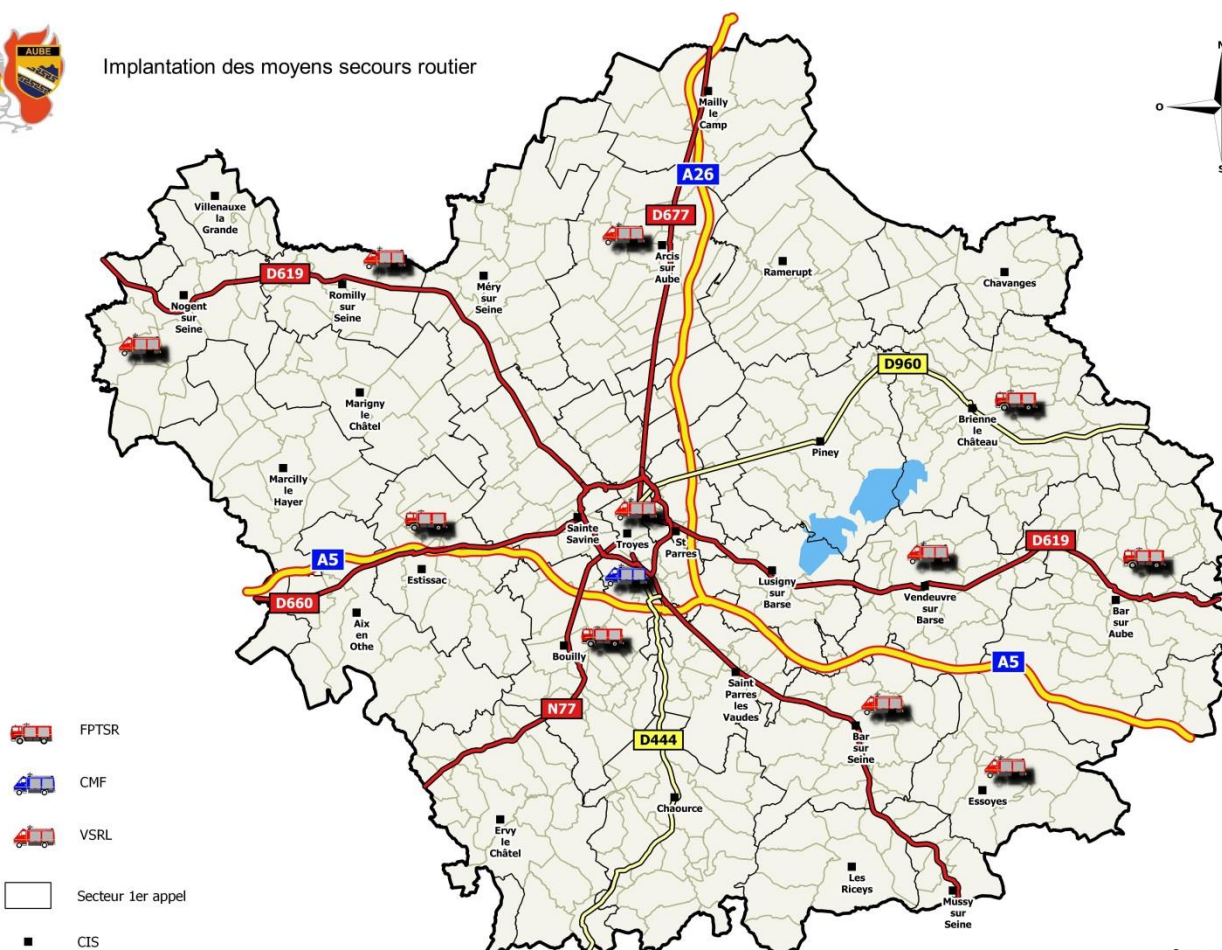 AUBE
Implantation des moyens secours routier
N
O
S
Mailly
le
Camp
A26
D677
Villenauxe
la
Grande
D619
Nogent
sur
Seine
Romilly
sur
Seine
Méry
sur
Seine
Arcis
sur
Aube
Ramerupt
Chavanges
D960
Marigny
le
Châtel
Brienne
le
Château
Piney
Marcilly
le
Hayer
Sainte
Savine
Troyes
St
Parres
A5
D660
Estissac
Aix
en
Othe
Lusigny
sur
Barse
Vendeuvre
sur
Barse
D619
Bar
sur
Aube
Bouilly
Saint
Parres
les
Vaudes
A5
N77
D444
Bar
sur
Seine
Essoyes
Chaource
Ervy
le
Châtel
Les
Riceys
Mussy
sur
Seine
FPTSR
CMF
VSRL
Secteur 1er appel
CIS